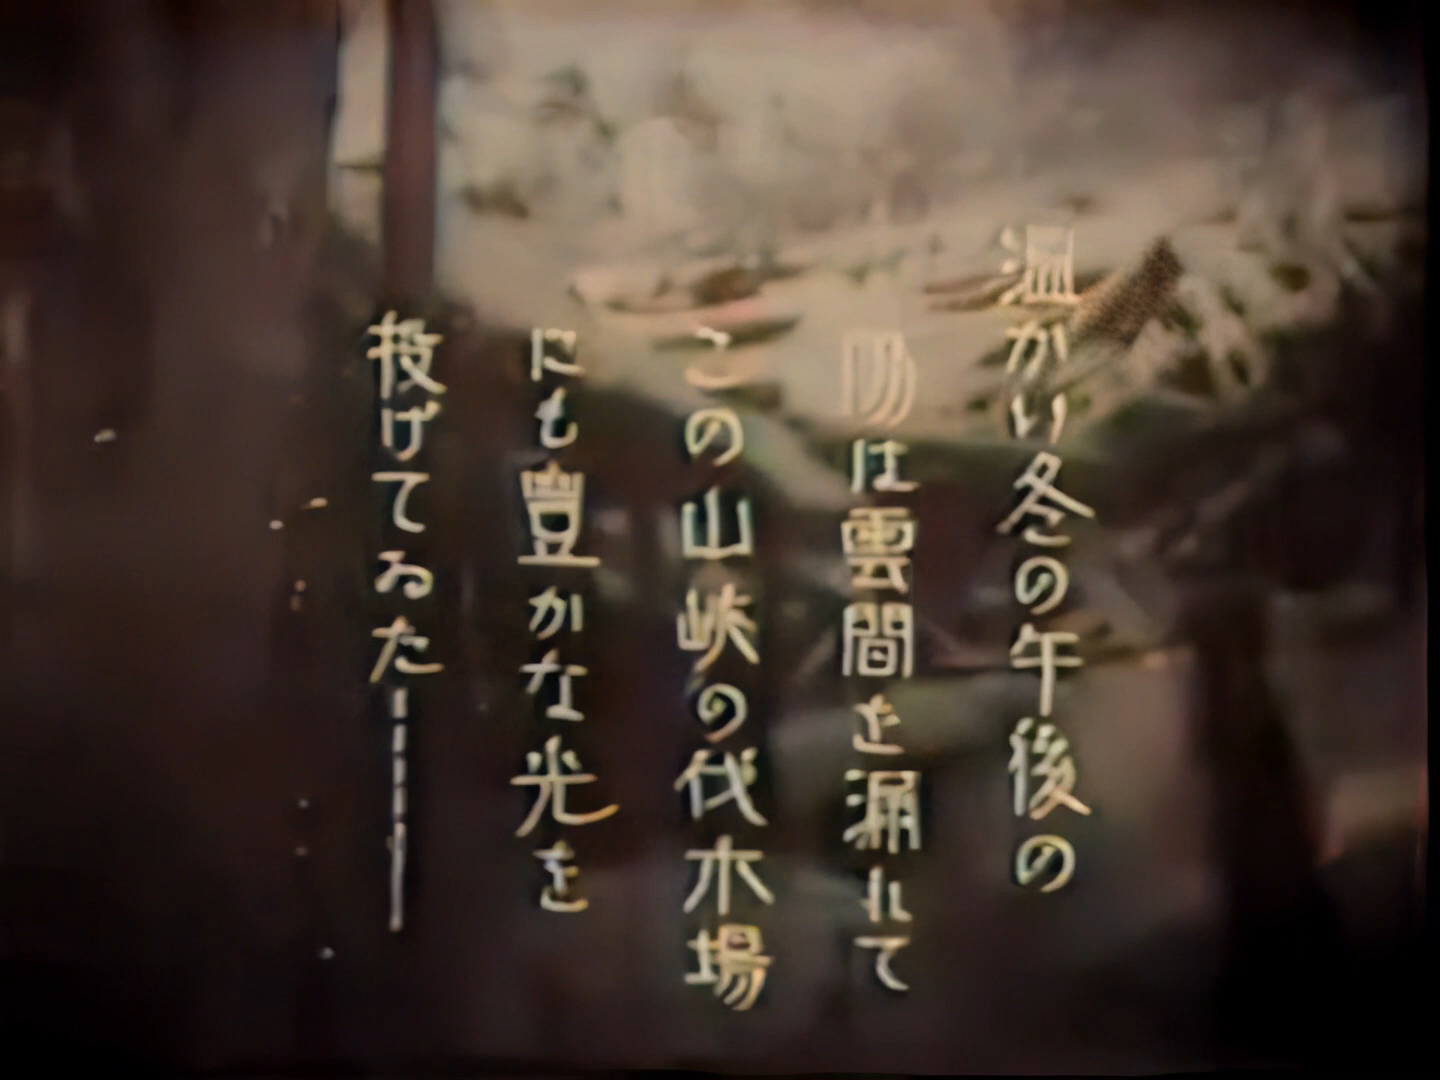 温かい冬の午後の
陽は雲間を漏れて
この山峡の伐木場
にも豊かな光を
投げてゐた――